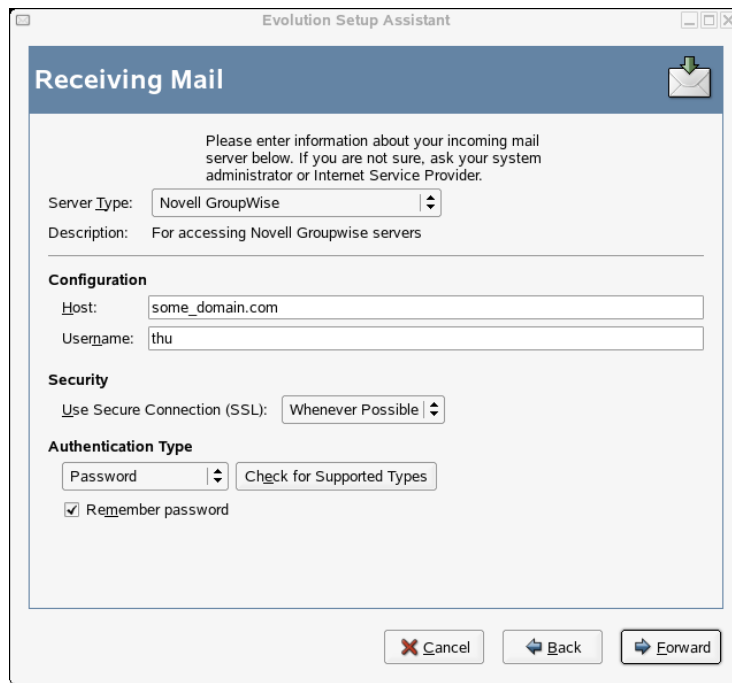 Evolution Setup Assistant
Receiving Mail
Please enter information about your incoming mail
server below. If you are not sure, ask your system
administrator or Internet Service Provider.
Server Type: Novell GroupWise
Description: For accessing Novell Groupwise servers
Configuration
Host: some_domain.com
Username: thu
Security
Use Secure Connection (SSL): Whenever Possible
Authentication Type
Password Check for Supported Types
Remember password
Cancel Back Forward